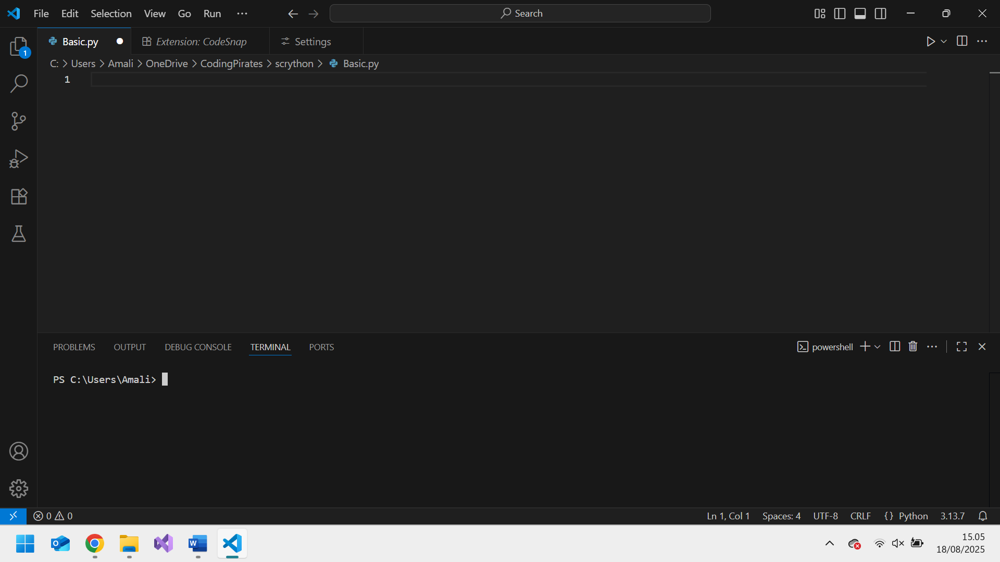 File Edit Selection View Go Run ··· Search
Basic.py Extension: CodeSnap Settings
1
C: > Users > Amali > OneDrive > CodingPirates > scrython > Basic.py
1
PROBLEMS OUTPUT DEBUG CONSOLE TERMINAL PORTS powershell
PS C:\Users\Amali>
0 0 Ln 1, Col 1 Spaces: 4 UTF-8 CRLF {} Python 3.13.7
15.05
18/08/2025